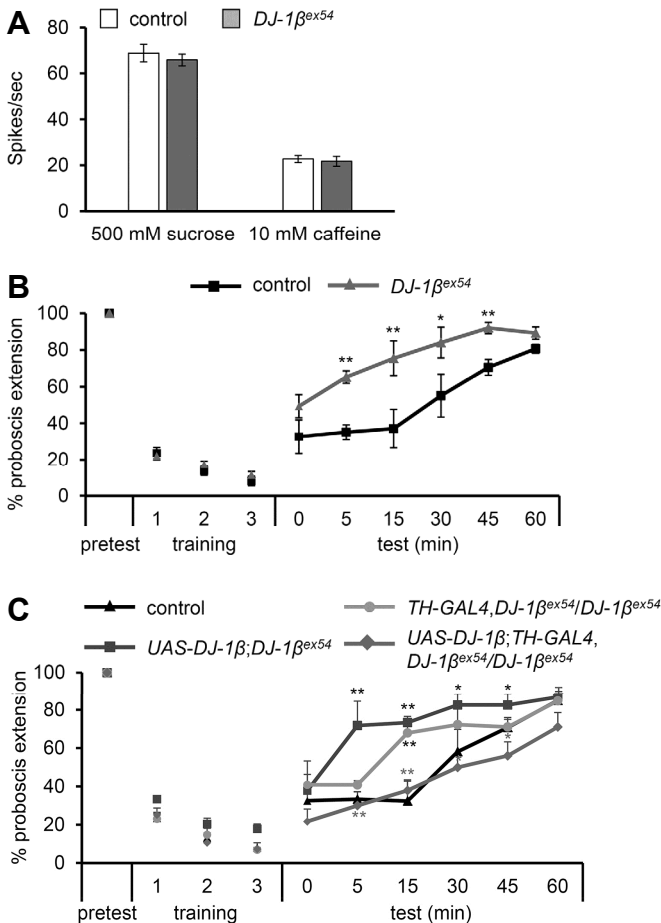 A
control DJ-1β^ex54
Spikes/sec
80
60
40
20
0
500 mM sucrose 10 mM caffeine
B
control DJ-1β^ex54
% proboscis extension
100
80
60
40
20
0
** ** * **
1 2 3 0 5 15 30 45 60
pretest training test (min)
C
control TH-GAL4,DJ-1β^ex54/DJ-1β^ex54
UAS-DJ-1β;DJ-1β^ex54 UAS-DJ-1β;TH-GAL4,
DJ-1β^ex54/DJ-1β^ex54
% proboscis extension
100
80
60
40
20
0
** ** * *
**
*
**
**
1 2 3 0 5 15 30 45 60
pretest training test (min)